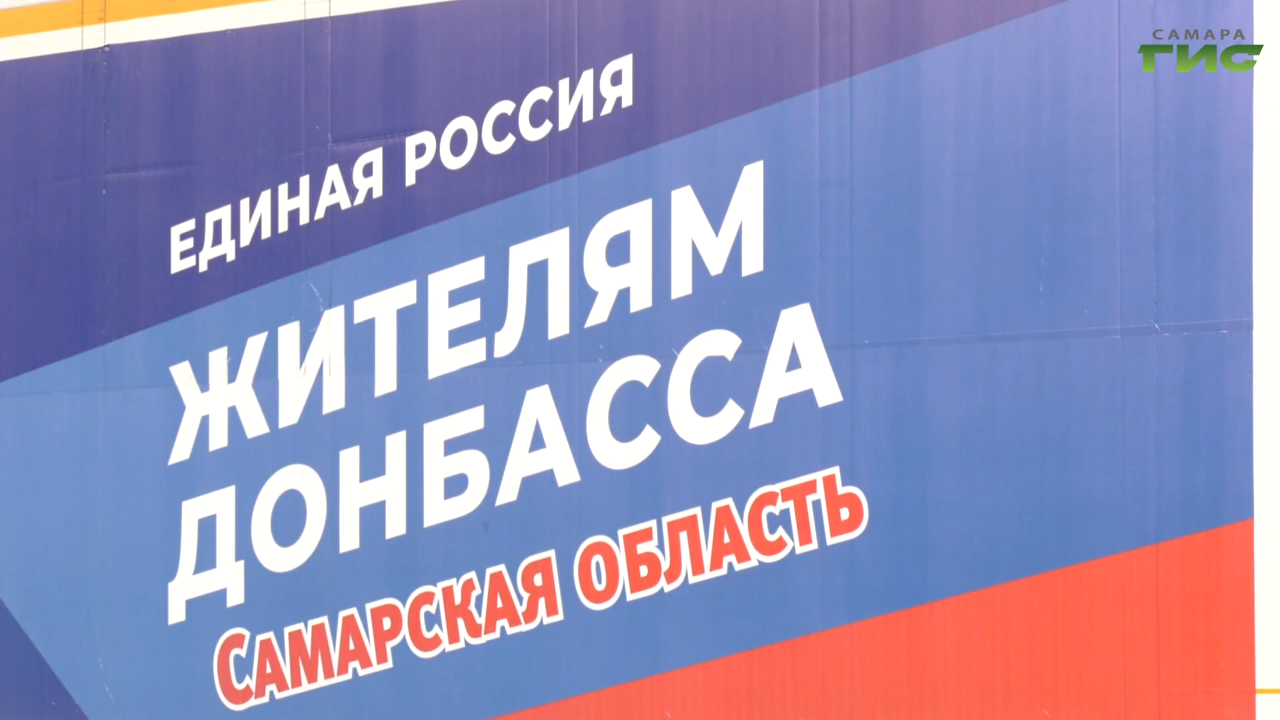 САМАРА
ГИС
ЕДИНАЯ РОССИЯ
ЖИТЕЛЯМ
ДОНБАССА
САМАРСКАЯ ОБЛАСТЬ